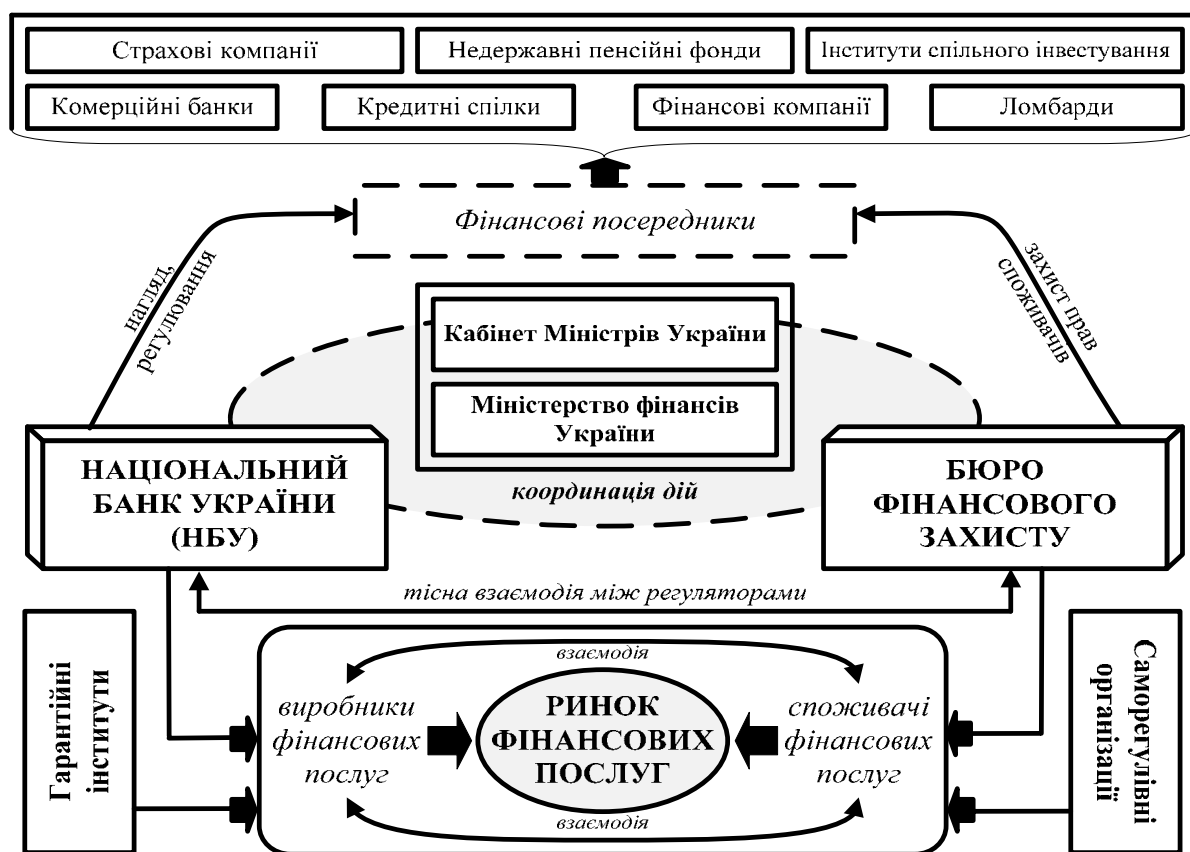 Страхові компанії
Недержавні пенсійні фонди
Інститути спільного інвестування
Комерційні банки
Кредитні спілки
Фінансові компанії
Ломбарди
Фінансові посередники
нагляд,
регулювання
захист прав
споживачів
Кабінет Міністрів України
Міністерство фінансів
України
координація дій
НАЦІОНАЛЬНИЙ
БАНК УКРАЇНИ
(НБУ)
БЮРО
ФІНАНСОВОГО
ЗАХИСТУ
тісна взаємодія між регуляторами
Гарантійні
інститути
взаємодія
виробники
фінансових
послуг
РИНОК
ФІНАНСОВИХ
ПОСЛУГ
споживачі
фінансових
послуг
взаємодія
Саморегулівні
організації